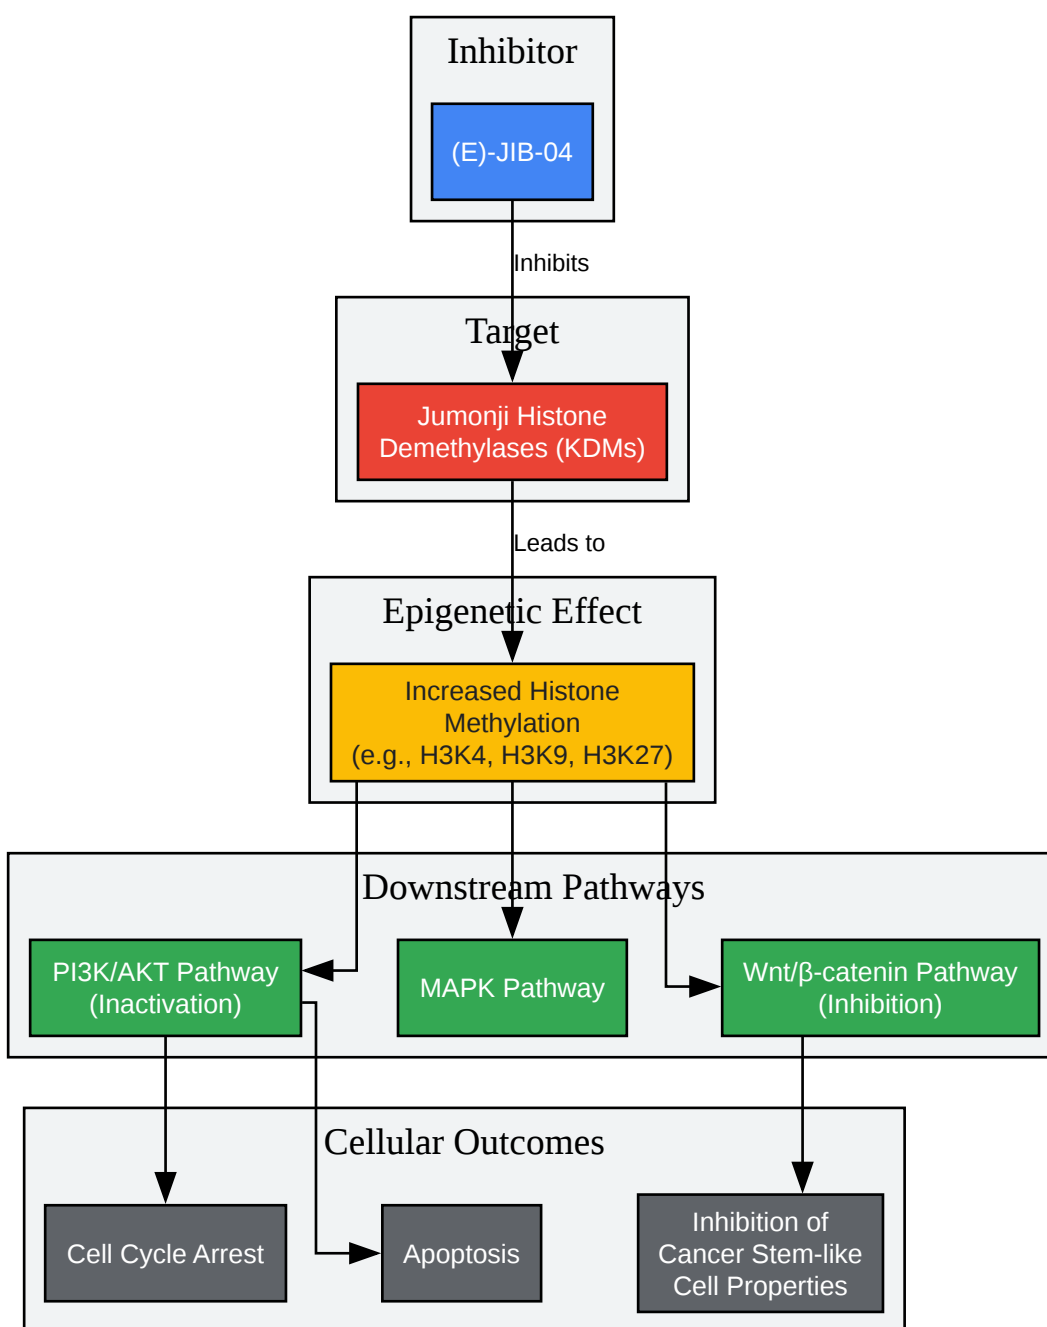 Inhibitor
(E)-JIB-04
Inhibits
Target
Jumonji Histone
Demethylases (KDMs)
Leads to
Epigenetic Effect
Increased Histone
Methylation
(e.g., H3K4, H3K9, H3K27)
Downstream Pathways
PI3K/AKT Pathway
(Inactivation)
MAPK Pathway
Wnt/β-catenin Pathway
(Inhibition)
Cellular Outcomes
Cell Cycle Arrest
Apoptosis
Inhibition of
Cancer Stem-like
Cell Properties